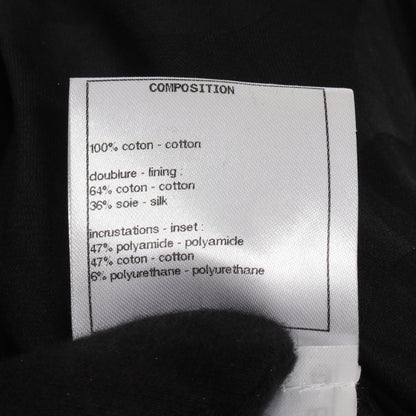 COMPOSITION
100% coton - cotton
doublure - lining :
64% coton - cotton
36% soie - silk
incrustations - inset :
47% polyamide - polyamide
47% coton - cotton
6% polyurethane - polyurethane